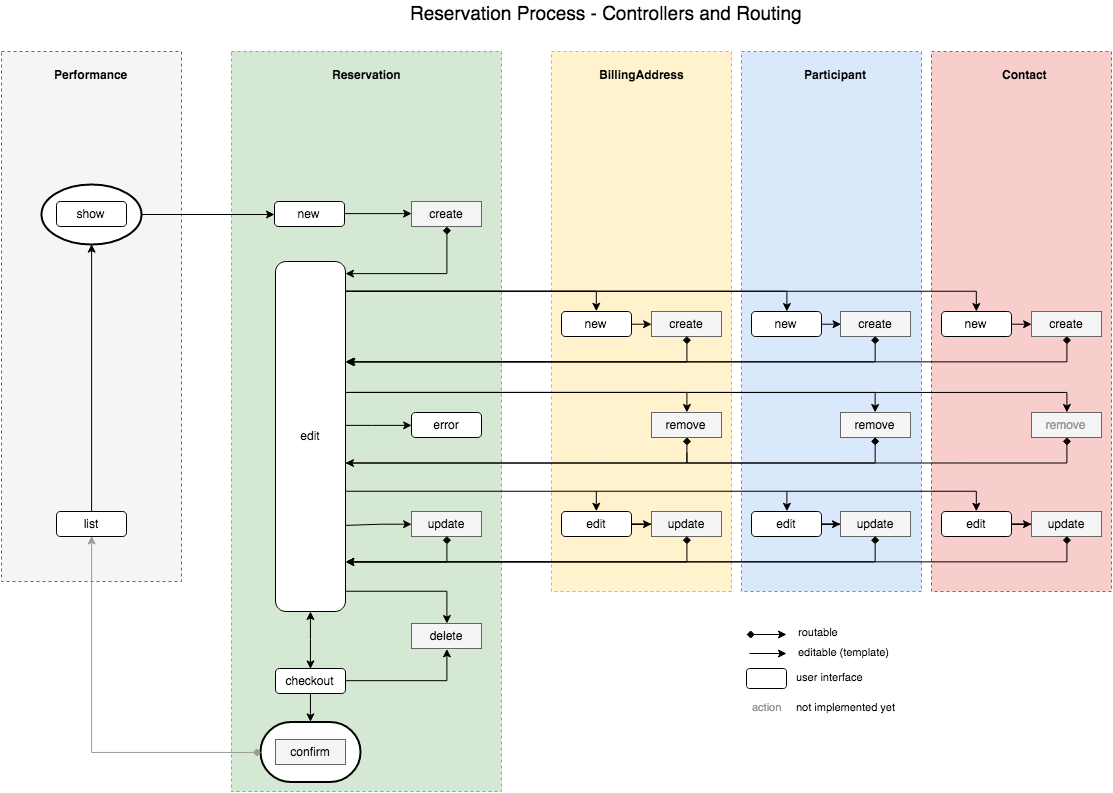 Reservation Process - Controllers and Routing
Performance
Reservation
BillingAddress
Participant
Contact
show
new
create
new
create
new
create
new
create
edit
error
remove
remove
remove
list
update
edit
update
edit
update
edit
update
delete
checkout
confirm
routable
editable (template)
user interface
action not implemented yet